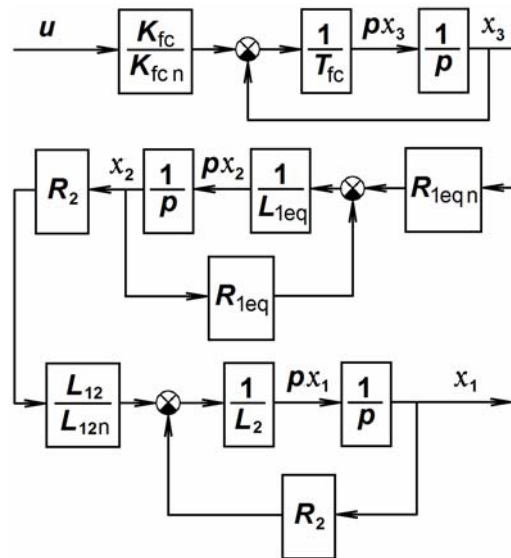 u
K_fc
K_fc n
1
T_fc
px_3
1
p
x_3
R_2
x_2
1
p
px_2
1
L_1eq
R_1eq n
R_1eq
L_12
L_12n
1
L_2
px_1
1
p
x_1
R_2